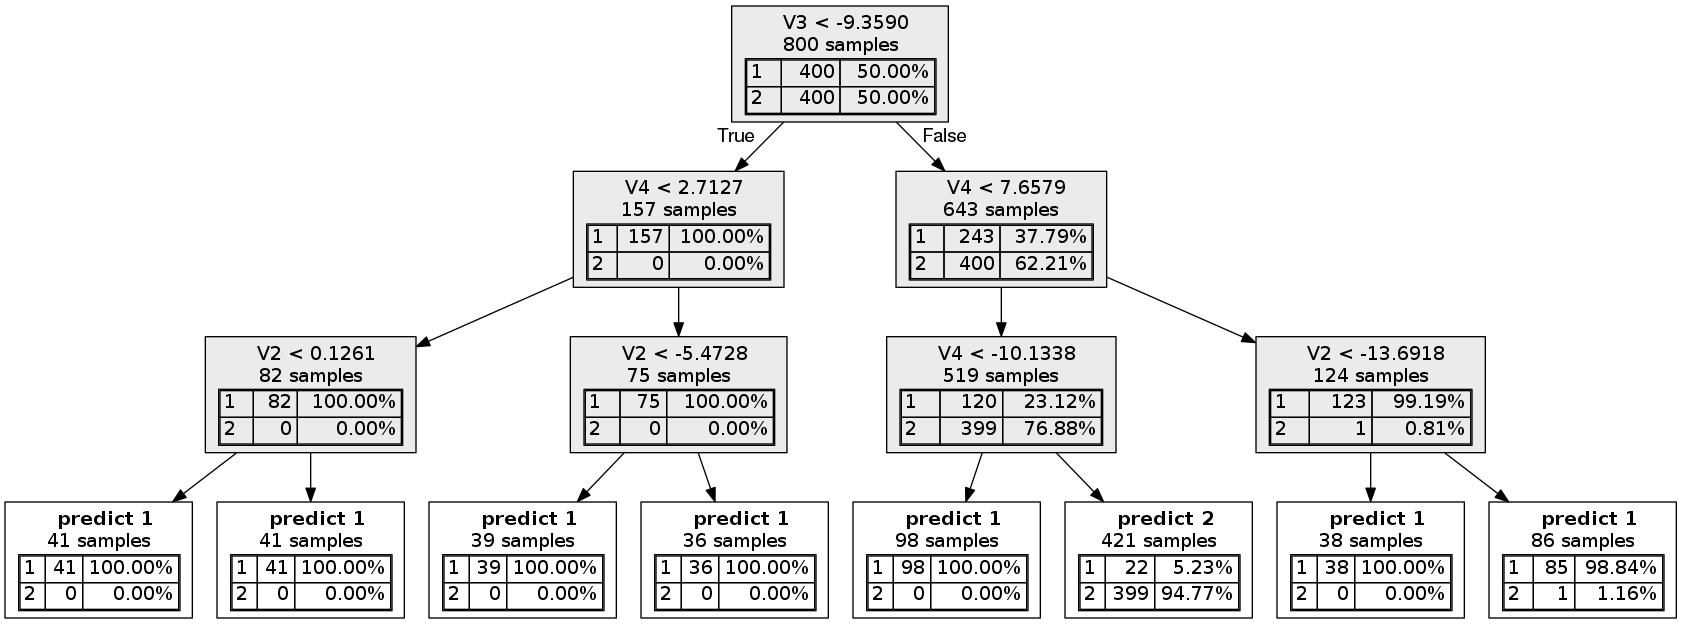 V3 < -9.3590
800 samples
1 400 50.00%
2 400 50.00%
True
False
V4 < 2.7127
157 samples
1 157 100.00%
2 0 0.00%
V4 < 7.6579
643 samples
1 243 37.79%
2 400 62.21%
V2 < 0.1261
82 samples
1 82 100.00%
2 0 0.00%
V2 < -5.4728
75 samples
1 75 100.00%
2 0 0.00%
V4 < -10.1338
519 samples
1 120 23.12%
2 399 76.88%
V2 < -13.6918
124 samples
1 123 99.19%
2 1 0.81%
predict 1
41 samples
1 41 100.00%
2 0 0.00%
predict 1
41 samples
1 41 100.00%
2 0 0.00%
predict 1
39 samples
1 39 100.00%
2 0 0.00%
predict 1
36 samples
1 36 100.00%
2 0 0.00%
predict 1
98 samples
1 98 100.00%
2 0 0.00%
predict 2
421 samples
1 22 5.23%
2 399 94.77%
predict 1
38 samples
1 38 100.00%
2 0 0.00%
predict 1
86 samples
1 85 98.84%
2 1 1.16%